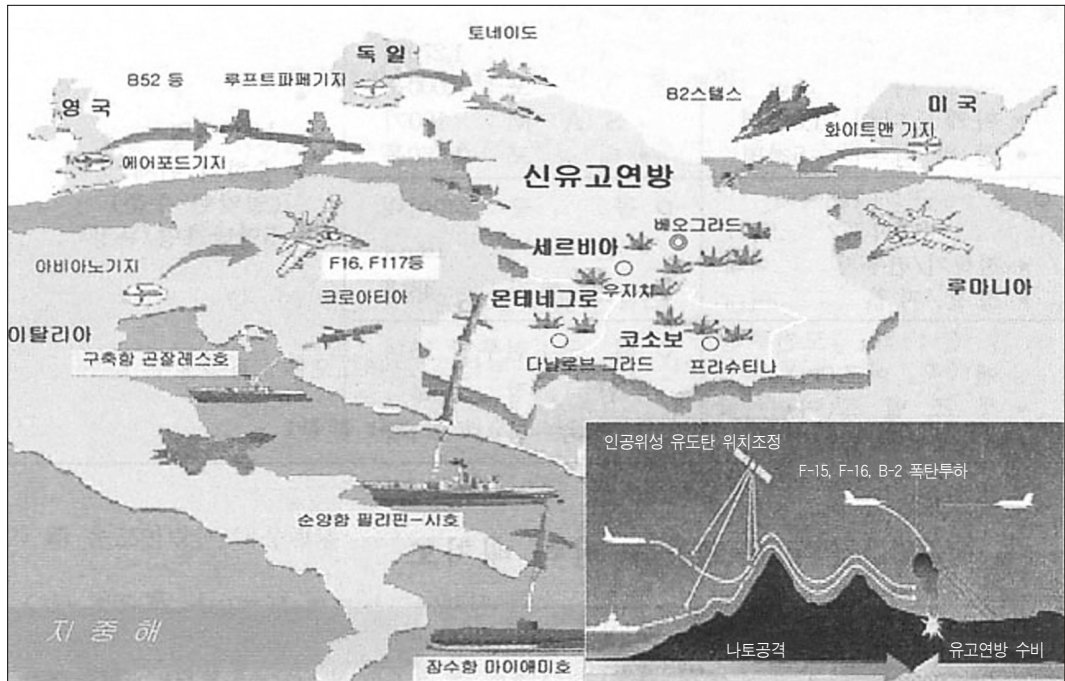 토네이도
독일
B52 등
루프트파페기지
B2스탤스
미국
영국
화이트맨 기지
에어포드기지
신유고연방
베오그라드
세르비아
아비아노기지
F16, F117등
우지치
루마니아
크로아티아
몬테네그로
이탈리아
코소보
구축함 곤잘레스호
다닐로브 그라드
프리슈티나
인공위성 유도탄 위치조정
F-15, F-16, B-2 폭탄투하
순양함 필리핀-시호
지중해
나토공격
유고연방 수비
잠수함 마이애미호